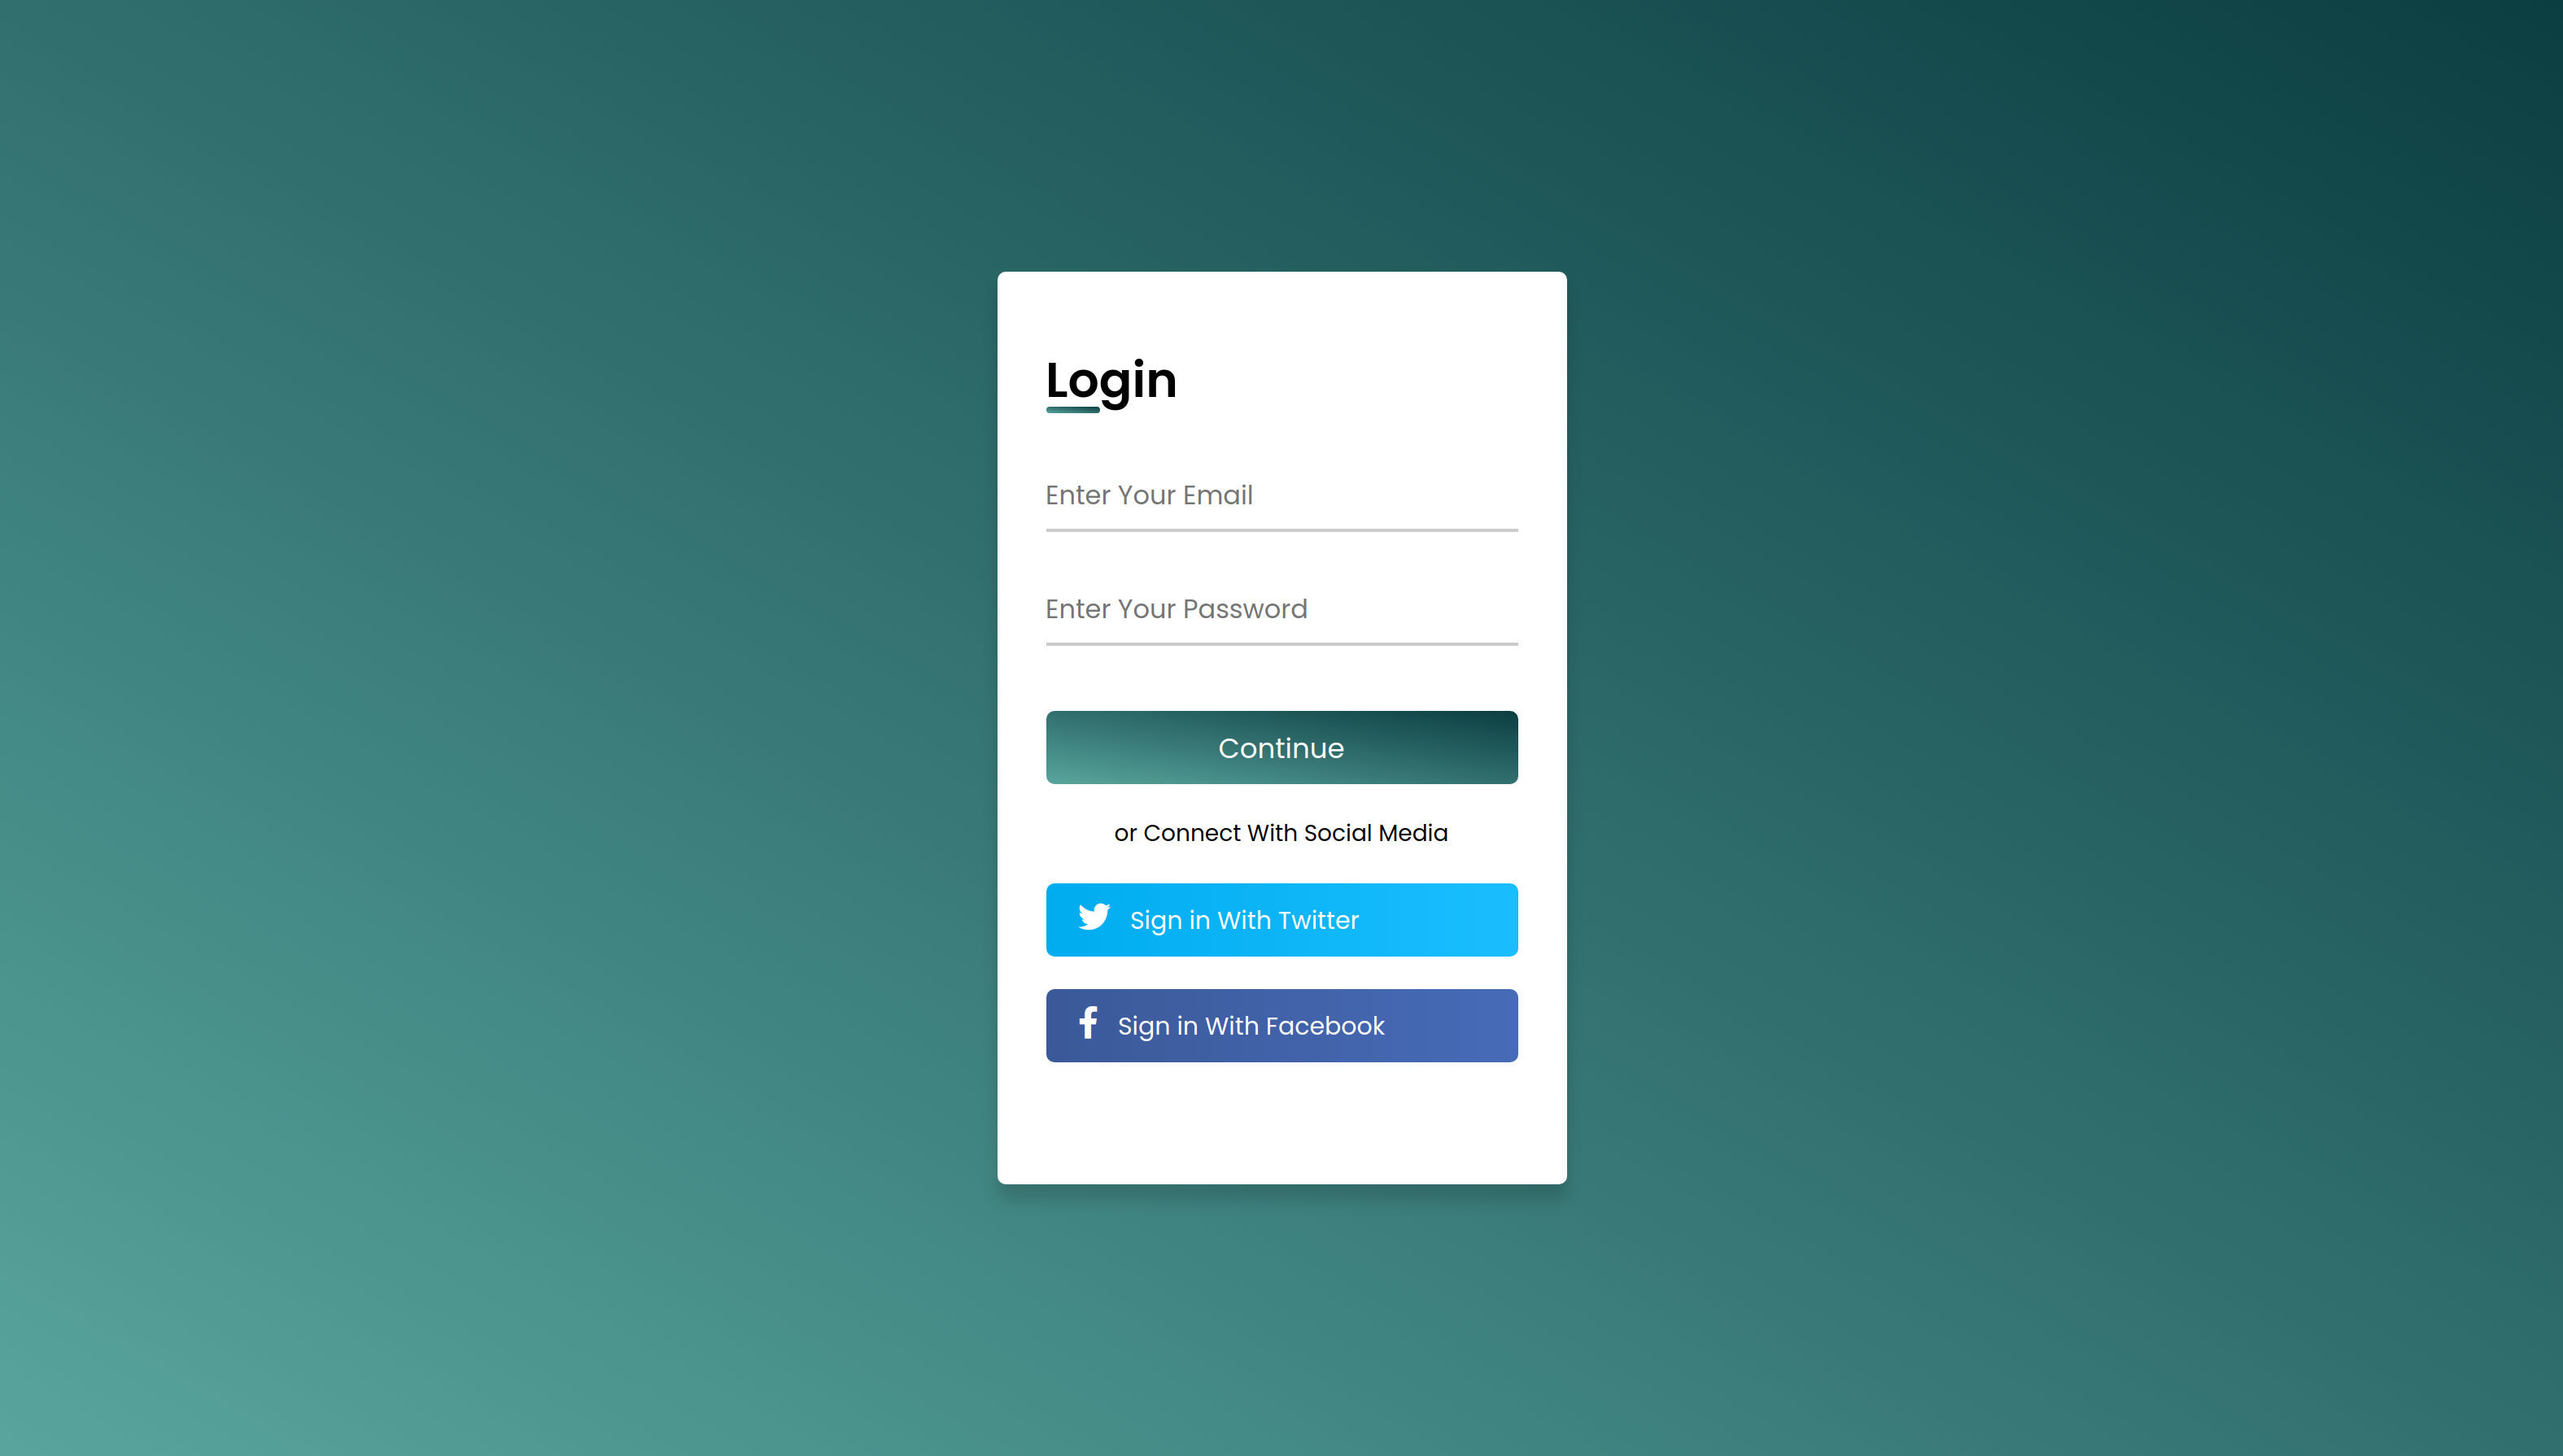 Login
Enter Your Email
Enter Your Password
Continue
or Connect With Social Media
Sign in With Twitter
Sign in With Facebook